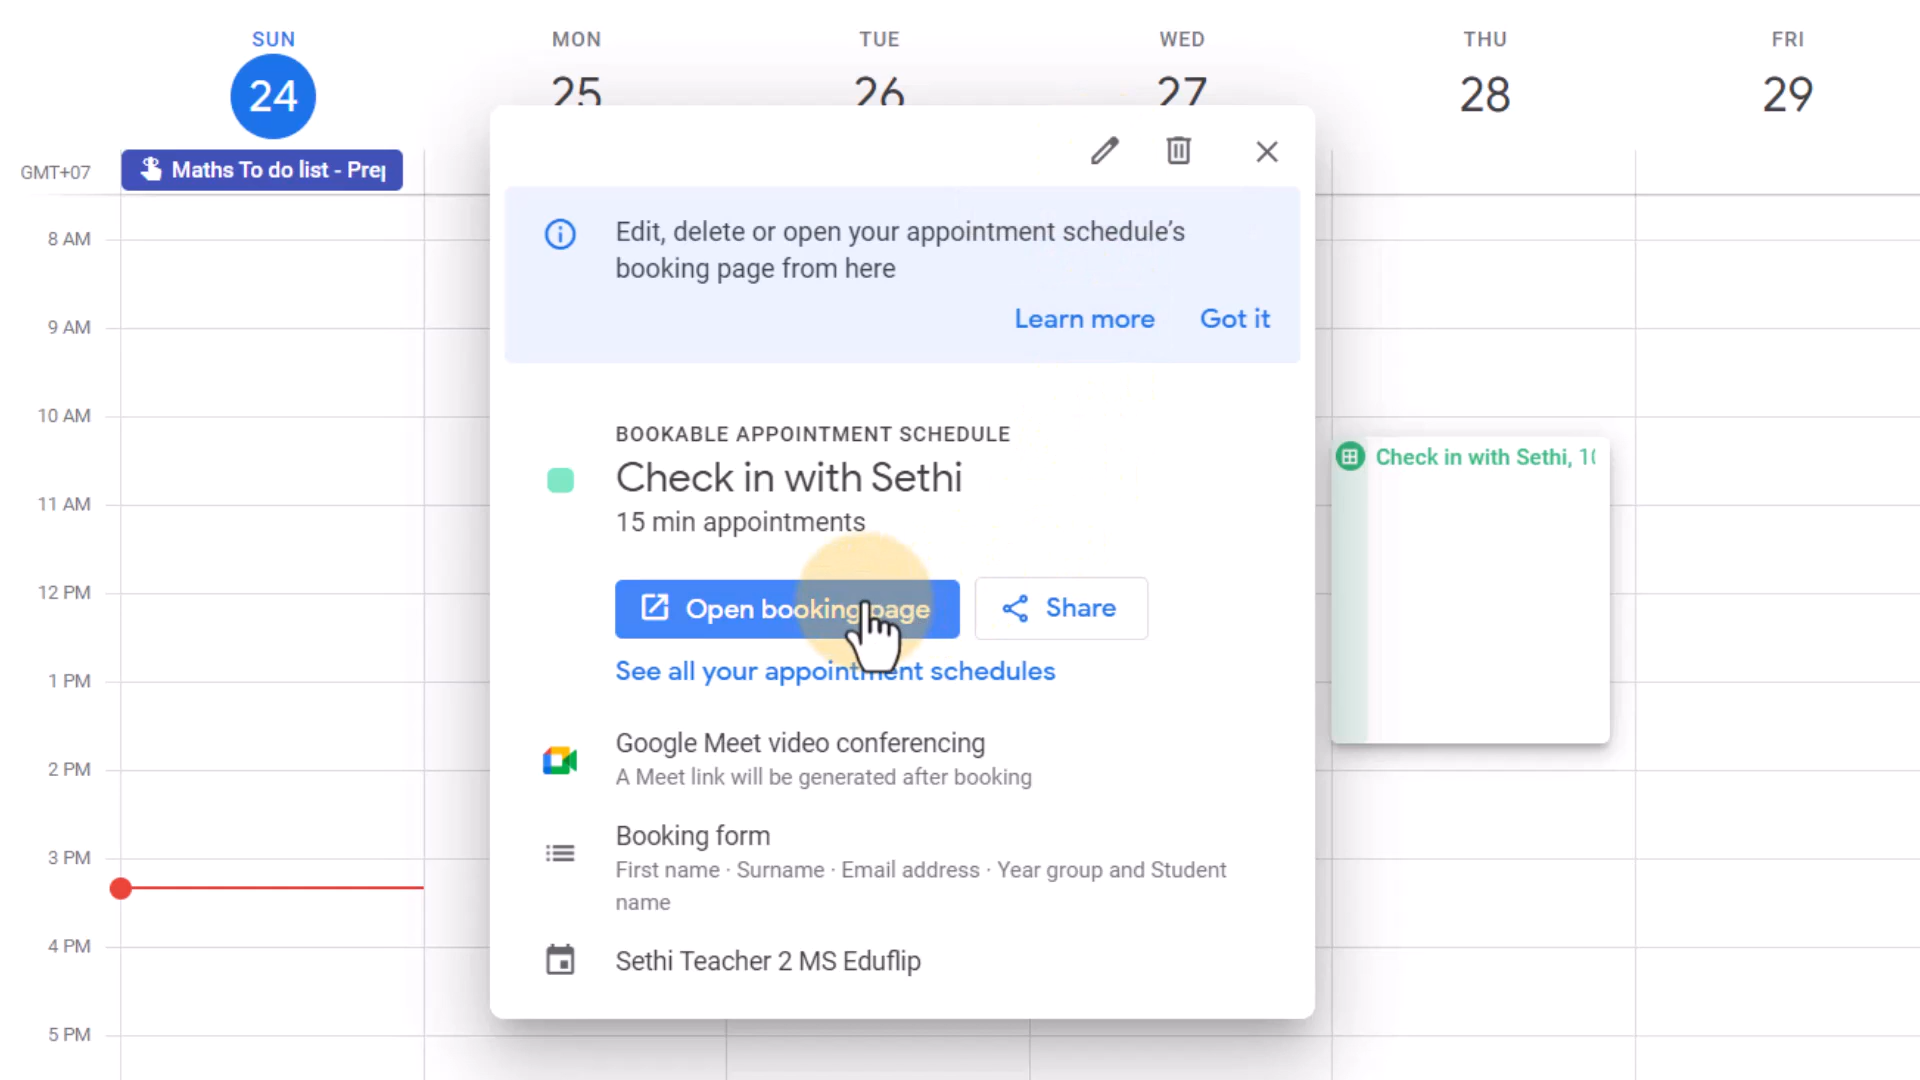 SUN MON TUE WED THU FRI
24 25 26 27 28 29
GMT+07
Maths To do list - Prep
8 AM
9 AM
10 AM
11 AM
12 PM
1 PM
2 PM
3 PM
4 PM
5 PM
Edit, delete or open your appointment schedule’s
booking page from here
Learn more Got it
BOOKABLE APPOINTMENT SCHEDULE
Check in with Sethi
15 min appointments
Open booking page Share
See all your appointment schedules
Google Meet video conferencing
A Meet link will be generated after booking
Booking form
First name · Surname · Email address · Year group and Student
name
Sethi Teacher 2 MS Eduflip
Check in with Sethi,